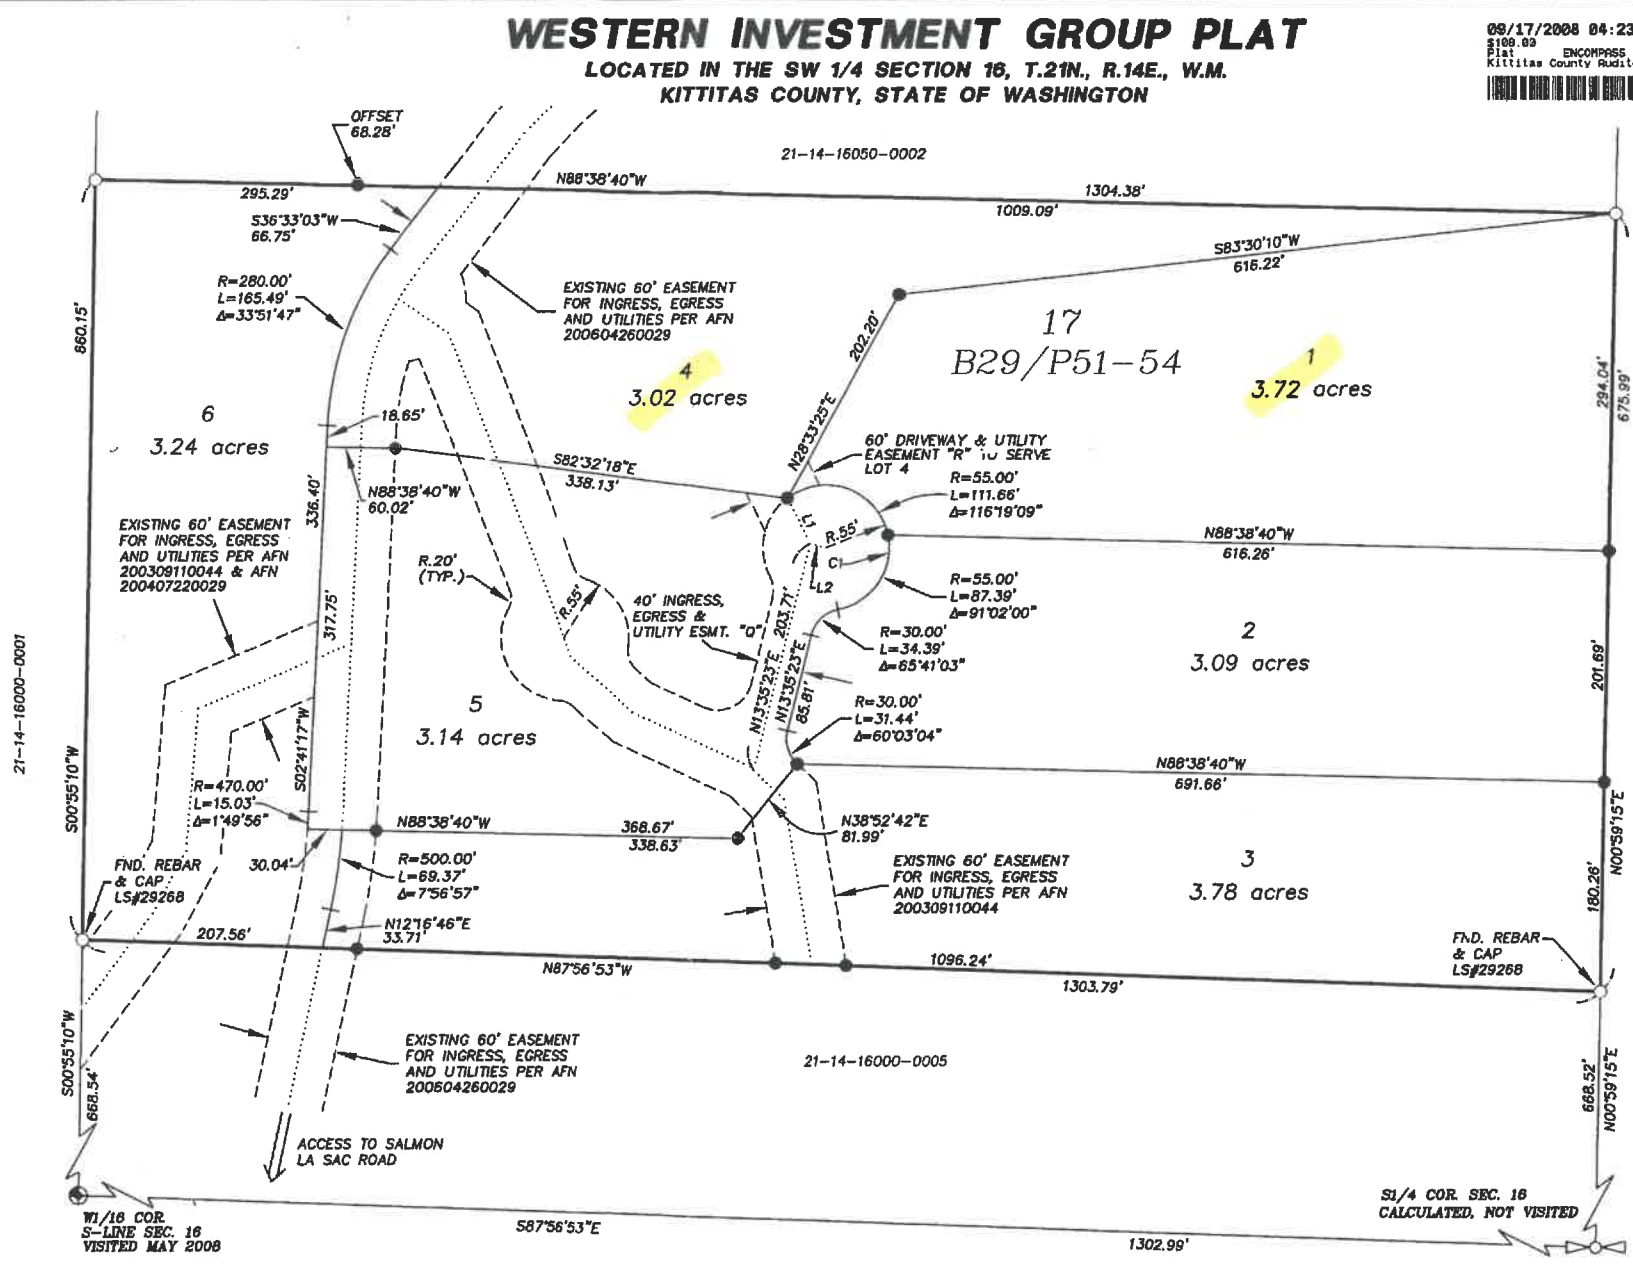 WESTERN INVESTMENT GROUP PLAT
LOCATED IN THE SW 1/4 SECTION 16, T.21N., R.14E., W.M.
KITTITAS COUNTY, STATE OF WASHINGTON
09/17/2008 04:23
Plat ENCOMPASS
Kittitas County Audit
OFFSET
68.28'
21-14-16050-0002
295.29'
N88°38'40"W
1304.38'
1009.09'
S36°33'03"W
66.75'
S83°30'10"W
616.22'
R=280.00'
L=165.49'
Δ=33°51'47"
EXISTING 60' EASEMENT
FOR INGRESS, EGRESS
AND UTILITIES PER AFN
200604260029
860.15'
202.20'
N28°33'25"E
17
B29/P51-54
1
3.72 acres
294.04'
675.99'
4
3.02 acres
6
3.24 acres
18.65'
60' DRIVEWAY & UTILITY
EASEMENT "R" TO SERVE
LOT 4
S82°32'18"E
338.13'
N88°38'40"W
60.02'
336.40'
R=55.00'
L=111.66'
Δ=116°19'09"
EXISTING 60' EASEMENT
FOR INGRESS, EGRESS
AND UTILITIES PER AFN
200309110044 & AFN
200407220029
L1
R.55'
C1
L2
N88°38'40"W
616.26'
R.20'
(TYP.)
R.55'
40' INGRESS,
EGRESS &
UTILITY ESMT. "Q"
R=55.00'
L=87.39'
Δ=91°02'00"
317.75'
203.71'
N13°35'23"E
N13°35'23"E
85.81'
R=30.00'
L=34.39'
Δ=65°41'03"
2
3.09 acres
201.69'
21-14-16000-0001
5
3.14 acres
R=30.00'
L=31.44'
Δ=60°03'04"
S02°41'17"W
S00°55'10"W
N88°38'40"W
691.66'
R=470.00'
L=15.03'
Δ=1°49'56"
N88°38'40"W
368.67'
338.63'
N38°52'42"E
81.99'
N00°59'15"E
30.04'
FND. REBAR
& CAP
LS#29268
R=500.00'
L=69.37'
Δ=7°56'57"
EXISTING 60' EASEMENT
FOR INGRESS, EGRESS
AND UTILITIES PER AFN
200309110044
3
3.78 acres
180.26'
N12°16'46"E
33.71'
207.56'
N87°56'53"W
1096.24'
1303.79'
FND. REBAR
& CAP
LS#29268
EXISTING 60' EASEMENT
FOR INGRESS, EGRESS
AND UTILITIES PER AFN
200604260029
21-14-16000-0005
S00°55'10"W
668.54'
668.52'
N00°59'15"E
ACCESS TO SALMON
LA SAC ROAD
W1/16 COR.
S-LINE SEC. 16
VISITED MAY 2008
S87°56'53"E
1302.99'
S1/4 COR. SEC. 16
CALCULATED, NOT VISITED